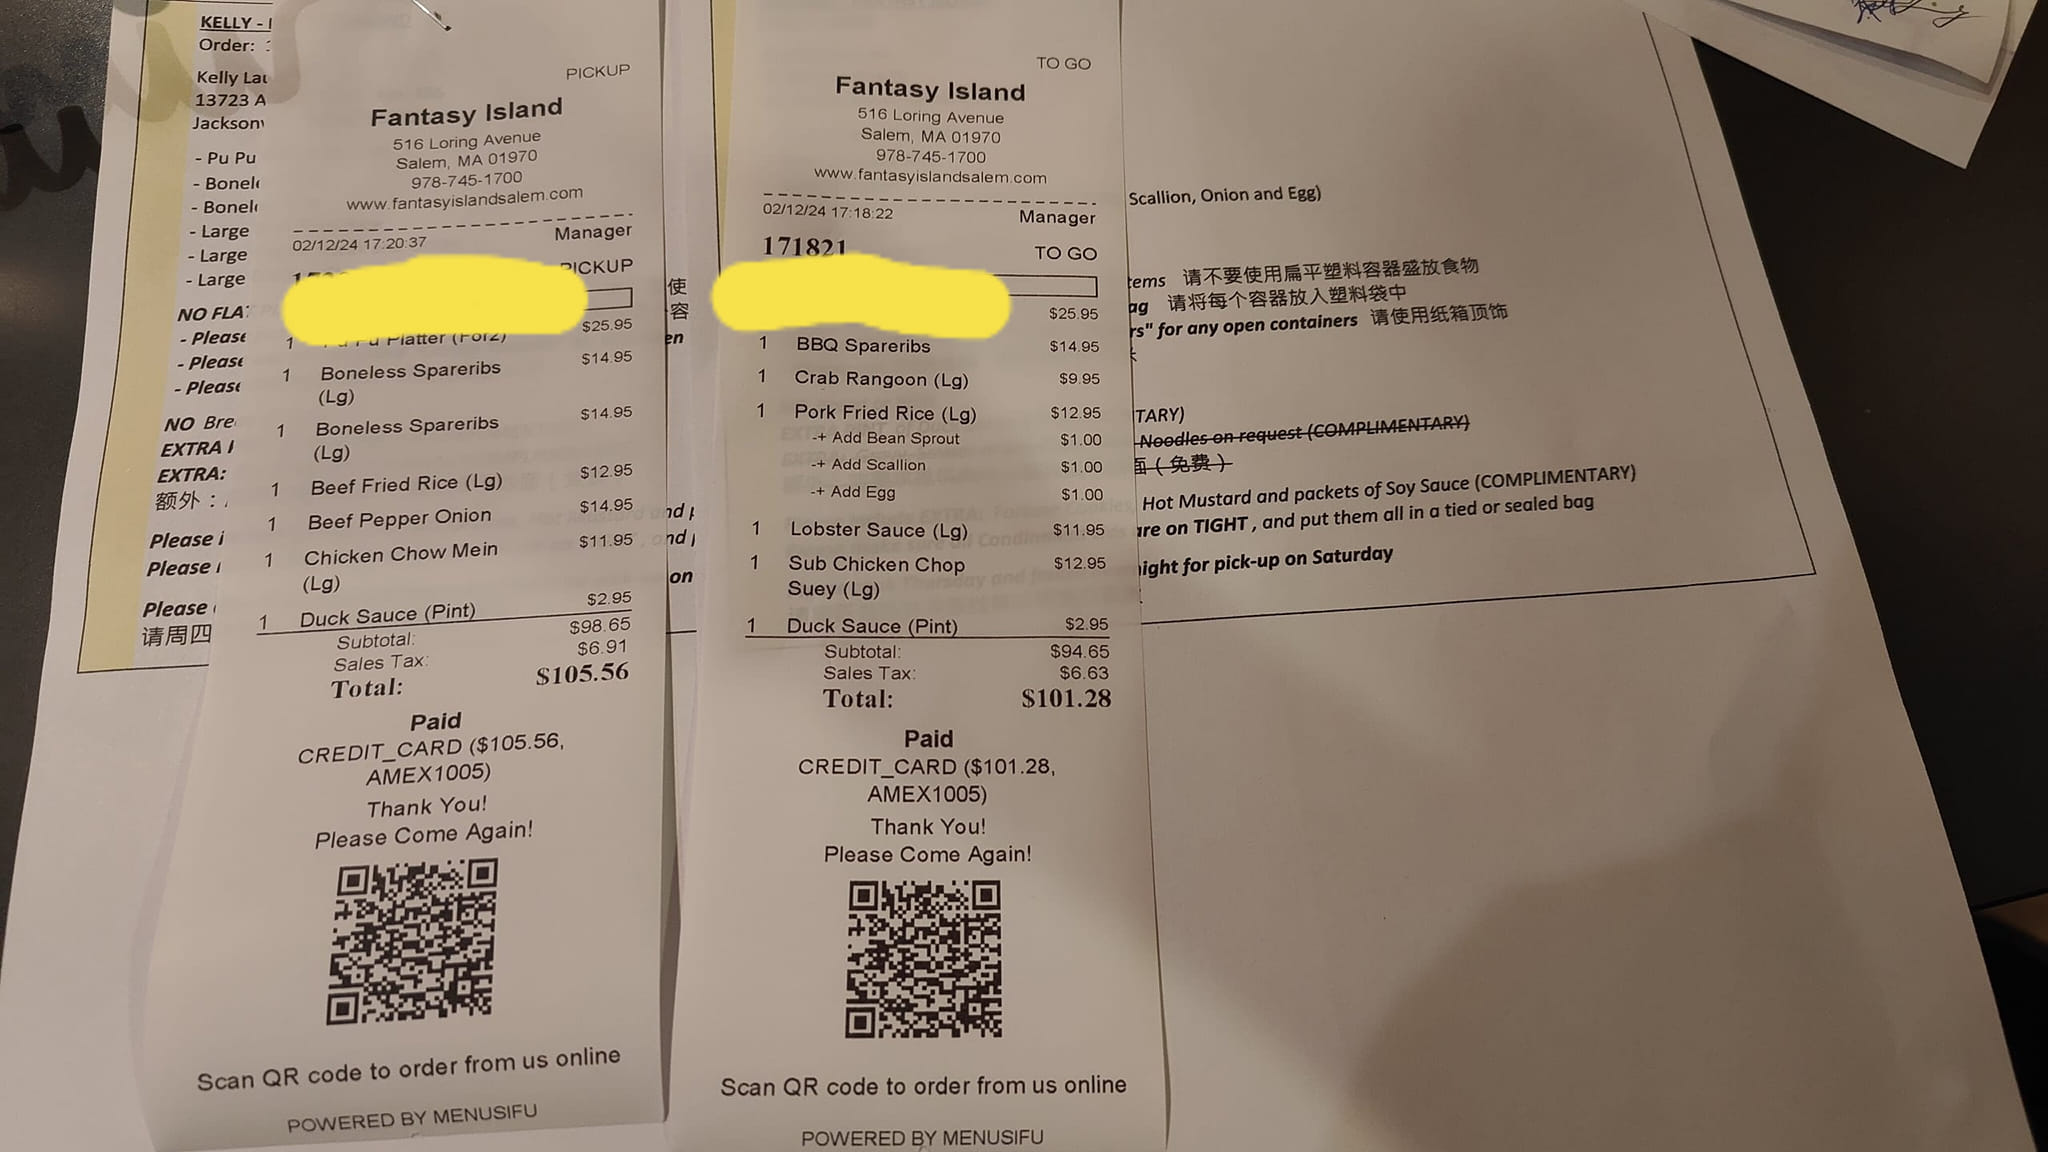 KELLY -
Order:
Kelly Lau
13723 A
Jackson
- Pu Pu
- Bonel
- Bonel
- Large
- Large
- Large
NO FLA
- Please
- Please
- Please
NO Bre
EXTRA
EXTRA:
额外：
Please i
Please
Please
请周四
PICKUP
Fantasy Island
516 Loring Avenue
Salem, MA 01970
978-745-1700
www.fantasyislandsalem.com
02/12/24 17:20:37 Manager
PICKUP
1 Pu Pu Platter (For2) $25.95
1 Boneless Spareribs $14.95
(Lg)
1 Boneless Spareribs $14.95
(Lg)
1 Beef Fried Rice (Lg) $12.95
1 Beef Pepper Onion $14.95
1 Chicken Chow Mein $11.95
(Lg)
1 Duck Sauce (Pint) $2.95
Subtotal: $98.65
Sales Tax: $6.91
Total: $105.56
Paid
CREDIT_CARD ($105.56,
AMEX1005)
Thank You!
Please Come Again!
Scan QR code to order from us online
POWERED BY MENUSIFU
使
容
en
nd p
nd p
on
TO GO
Fantasy Island
516 Loring Avenue
Salem, MA 01970
978-745-1700
www.fantasyislandsalem.com
02/12/24 17:18:22 Manager
171821 TO GO
$25.95
1 BBQ Spareribs $14.95
1 Crab Rangoon (Lg) $9.95
1 Pork Fried Rice (Lg) $12.95
-+ Add Bean Sprout $1.00
-+ Add Scallion $1.00
-+ Add Egg $1.00
1 Lobster Sauce (Lg) $11.95
1 Sub Chicken Chop $12.95
Suey (Lg)
1 Duck Sauce (Pint) $2.95
Subtotal: $94.65
Sales Tax: $6.63
Total: $101.28
Paid
CREDIT_CARD ($101.28,
AMEX1005)
Thank You!
Please Come Again!
Scan QR code to order from us online
POWERED BY MENUSIFU
Scallion, Onion and Egg)
tems 请不要使用扁平塑料容器盛放食物
ag 请将每个容器放入塑料袋中
rs" for any open containers 请使用纸箱顶饰
TARY)
Noodles on request (COMPLIMENTARY)
面（免费）
Hot Mustard and packets of Soy Sauce (COMPLIMENTARY)
are on TIGHT, and put them all in a tied or sealed bag
ight for pick-up on Saturday